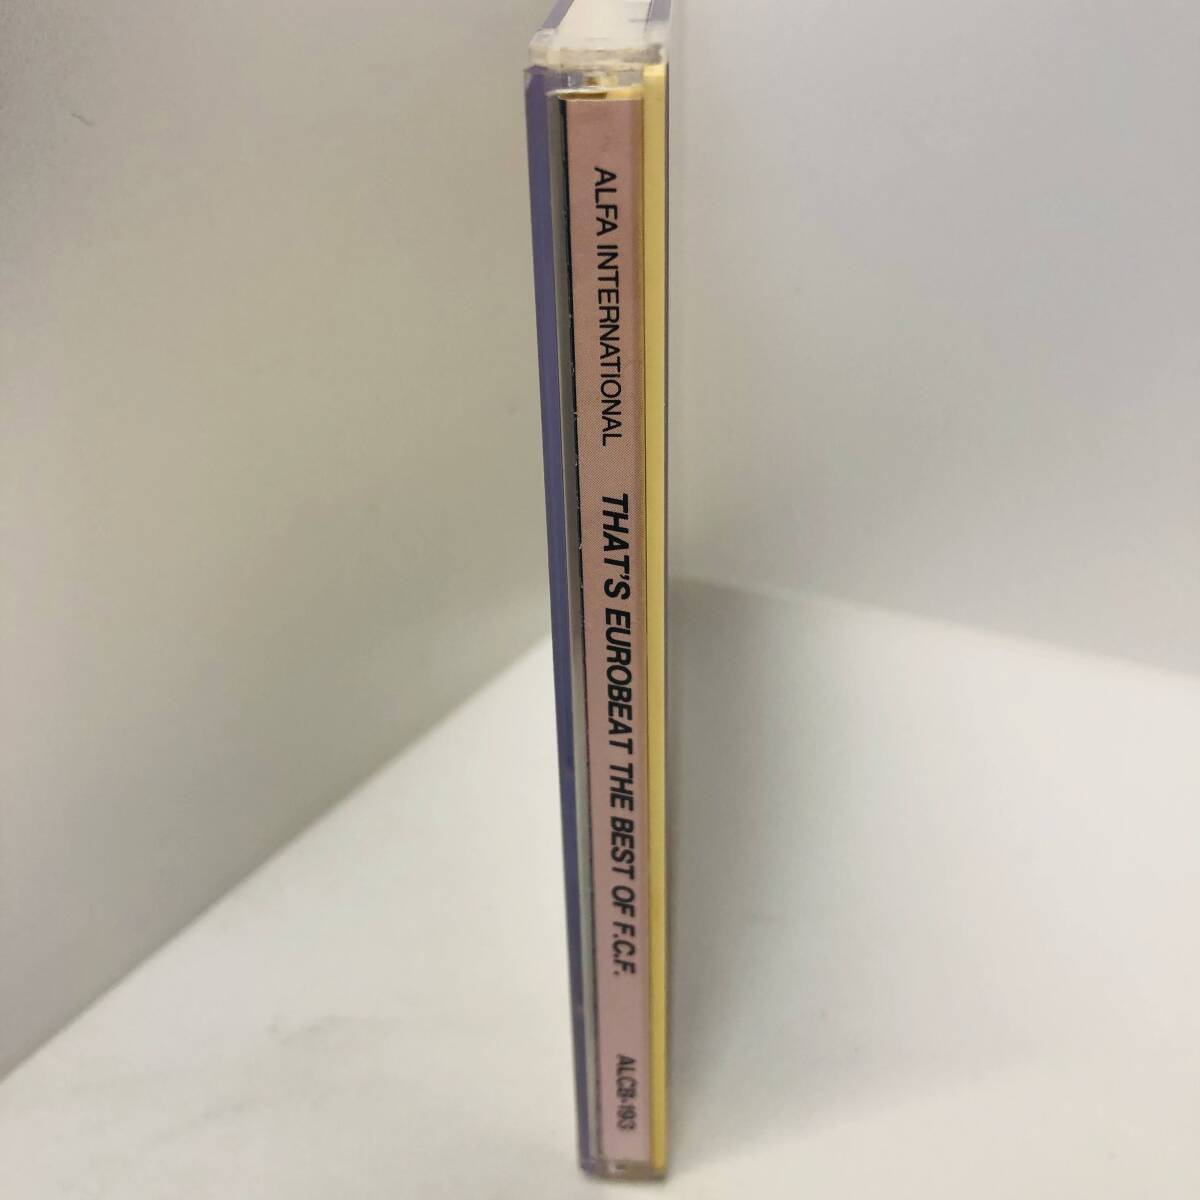 ALFA INTERNATIONAL THAT'S EUROBEAT THE BEST OF F.C.F. ALCB-193